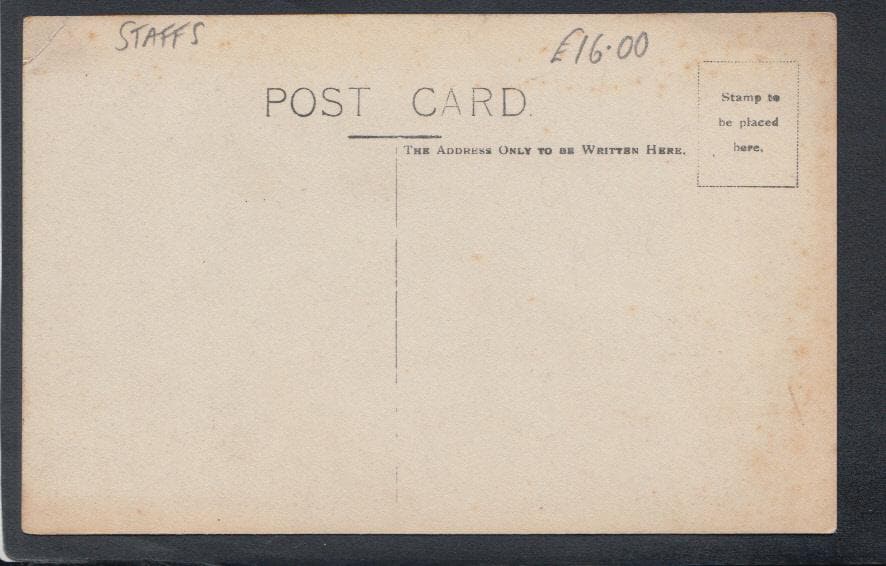 STAFFS
£16.00
POST CARD.
THE ADDRESS ONLY TO BE WRITTEN HERE.
Stamp to
be placed
here.